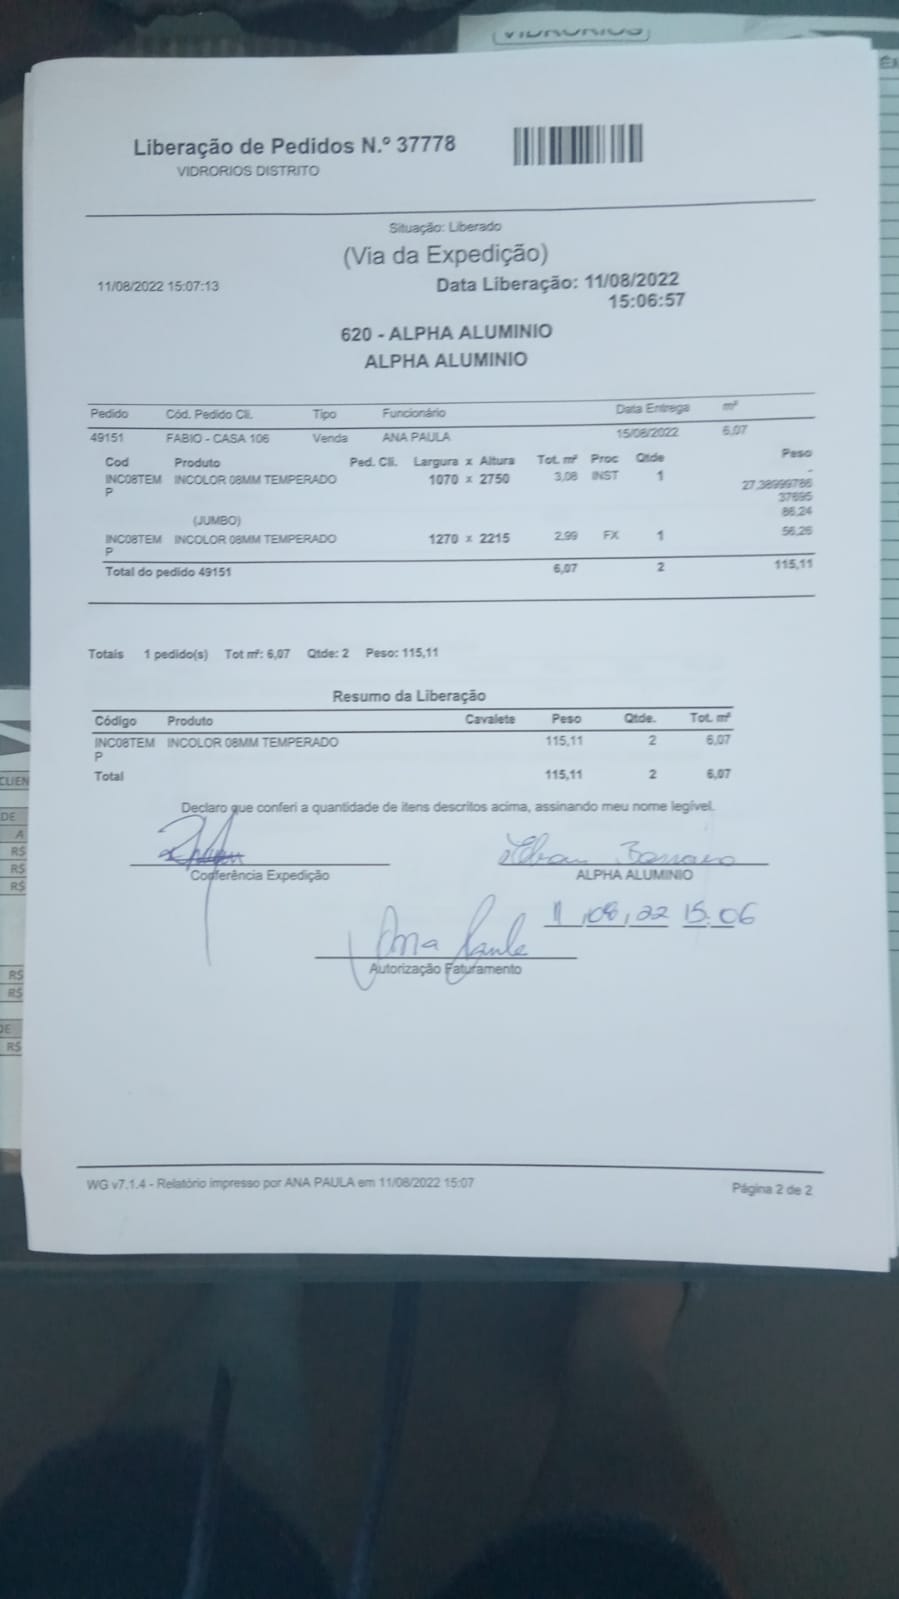 VIDRORIOS
Liberação de Pedidos N.º 37778
VIDRORIOS DISTRITO
Situação: Liberado
(Via da Expedição)
11/08/2022 15:07:13 Data Liberação: 11/08/2022
15:06:57
620 - ALPHA ALUMINIO
ALPHA ALUMINIO
Pedido Cód. Pedido Cli. Tipo Funcionário Data Entrega m²
49151 FABIO - CASA 106 Venda ANA PAULA 15/08/2022 6,07
Cod Produto Ped. Cli. Largura x Altura Tot. m² Proc Qtde Peso
INC08TEM INCOLOR 08MM TEMPERADO 1070 x 2750 3,08 INST 1 -
P 27,38999786
37695
(JUMBO) 86,24
INC08TEM INCOLOR 08MM TEMPERADO 1270 x 2215 2,99 FX 1 56,26
P
Total do pedido 49151 6,07 2 115,11
Totais 1 pedido(s) Tot m²: 6,07 Qtde: 2 Peso: 115,11
Resumo da Liberação
Código Produto Cavalete Peso Qtde. Tot. m²
INC08TEM INCOLOR 08MM TEMPERADO 115,11 2 6,07
P
Total 115,11 2 6,07
Declaro que conferi a quantidade de itens descritos acima, assinando meu nome legível.
Conferência Expedição ALPHA ALUMINIO
11,08,22 15:06
Ana Paula
Autorização Faturamento
WG v7.1.4 - Relatório impresso por ANA PAULA em 11/08/2022 15:07
Página 2 de 2
CLIEN
DE
A
R$
R$
R$
R$
R$
DE
R$